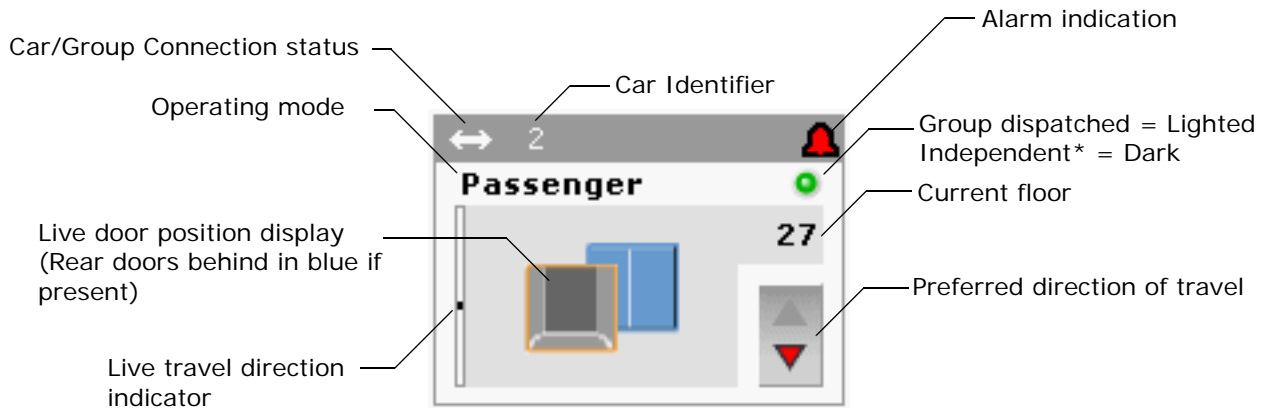 Alarm indication
Car/Group Connection status
Car Identifier
Operating mode
Group dispatched = Lighted
Independent* = Dark
2
Passenger
Current floor
27
Live door position display
(Rear doors behind in blue if
present)
Preferred direction of travel
Live travel direction
indicator